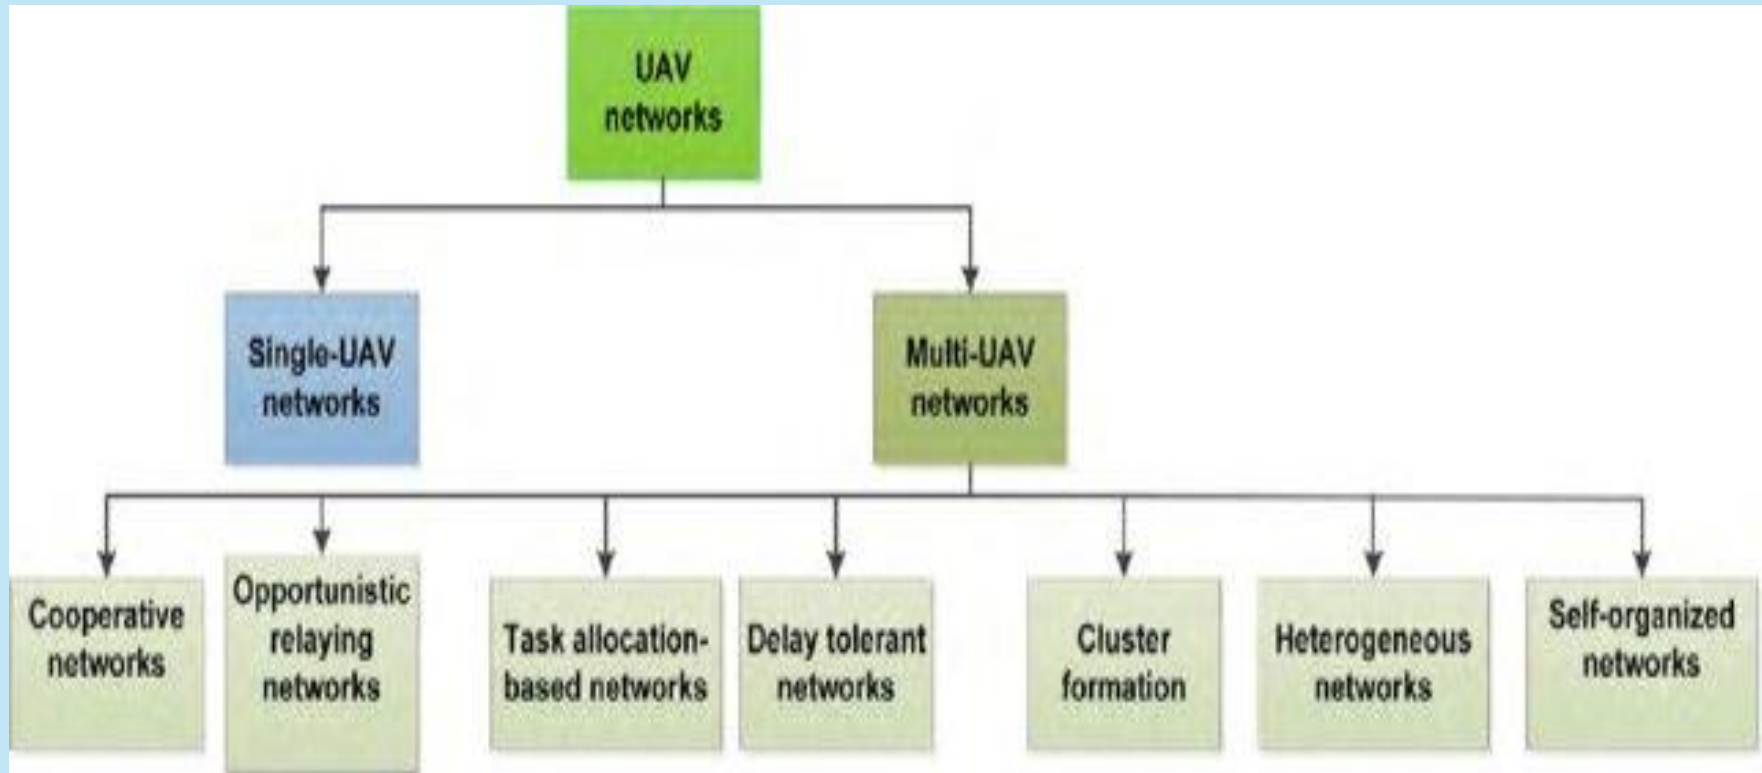 UAV
networks
Single-UAV
networks
Multi-UAV
networks
Cooperative
networks
Opportunistic
relaying
networks
Task allocation-
based networks
Delay tolerant
networks
Cluster
formation
Heterogeneous
networks
Self-organized
networks